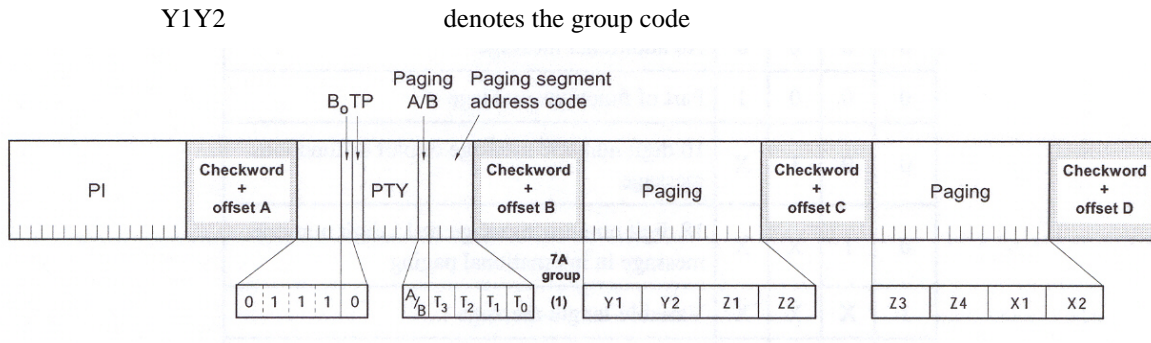 Y1Y2 denotes the group code
Paging Paging segment
BoTP A/B address code
PI Checkword + offset A PTY Checkword + offset B Paging Checkword + offset C Paging Checkword + offset D
7A group
0 1 1 1 0 A/B T3 T2 T1 T0 (1) Y1 Y2 Z1 Z2 Z3 Z4 X1 X2